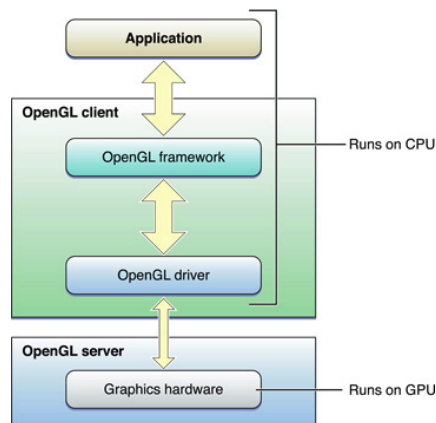 Application
OpenGL client
OpenGL framework
Runs on CPU
OpenGL driver
OpenGL server
Graphics hardware
Runs on GPU